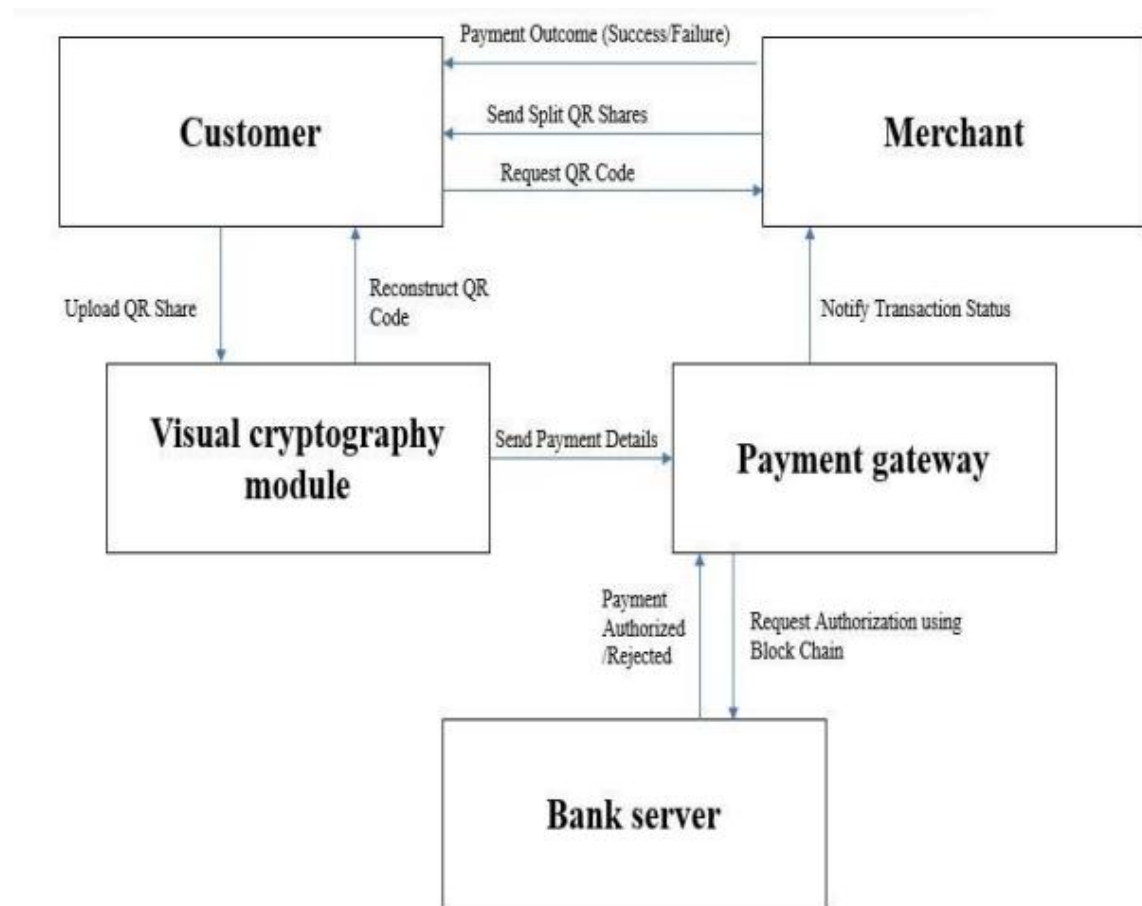 Payment Outcome (Success/Failure)
Customer
Send Split QR Shares
Merchant
Request QR Code
Upload QR Share
Reconstruct QR
Code
Notify Transaction Status
Visual cryptography
module
Send Payment Details
Payment gateway
Payment
Authorized
/Rejected
Request Authorization using
Block Chain
Bank server